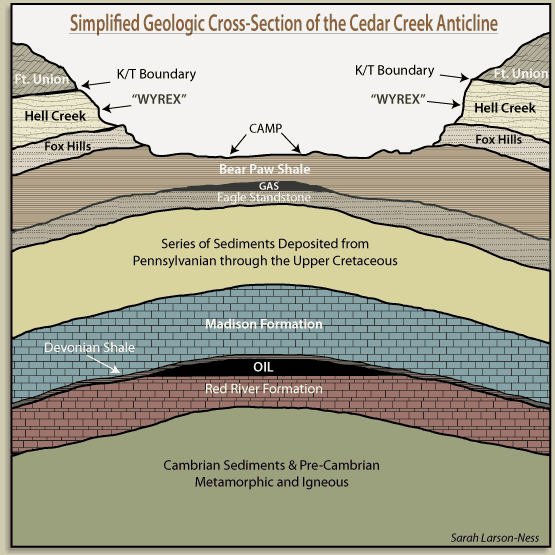 Simplified Geologic Cross-Section of the Cedar Creek Anticline
Ft. Union
K/T Boundary
K/T Boundary
Ft. Union
"WYREX"
"WYREX"
Hell Creek
Hell Creek
CAMP
Fox Hills
Fox Hills
Bear Paw Shale
GAS
Eagle Standstone
Series of Sediments Deposited from
Pennsylvanian through the Upper Cretaceous
Madison Formation
Devonian Shale
OIL
Red River Formation
Cambrian Sediments & Pre-Cambrian
Metamorphic and Igneous
Sarah Larson-Ness